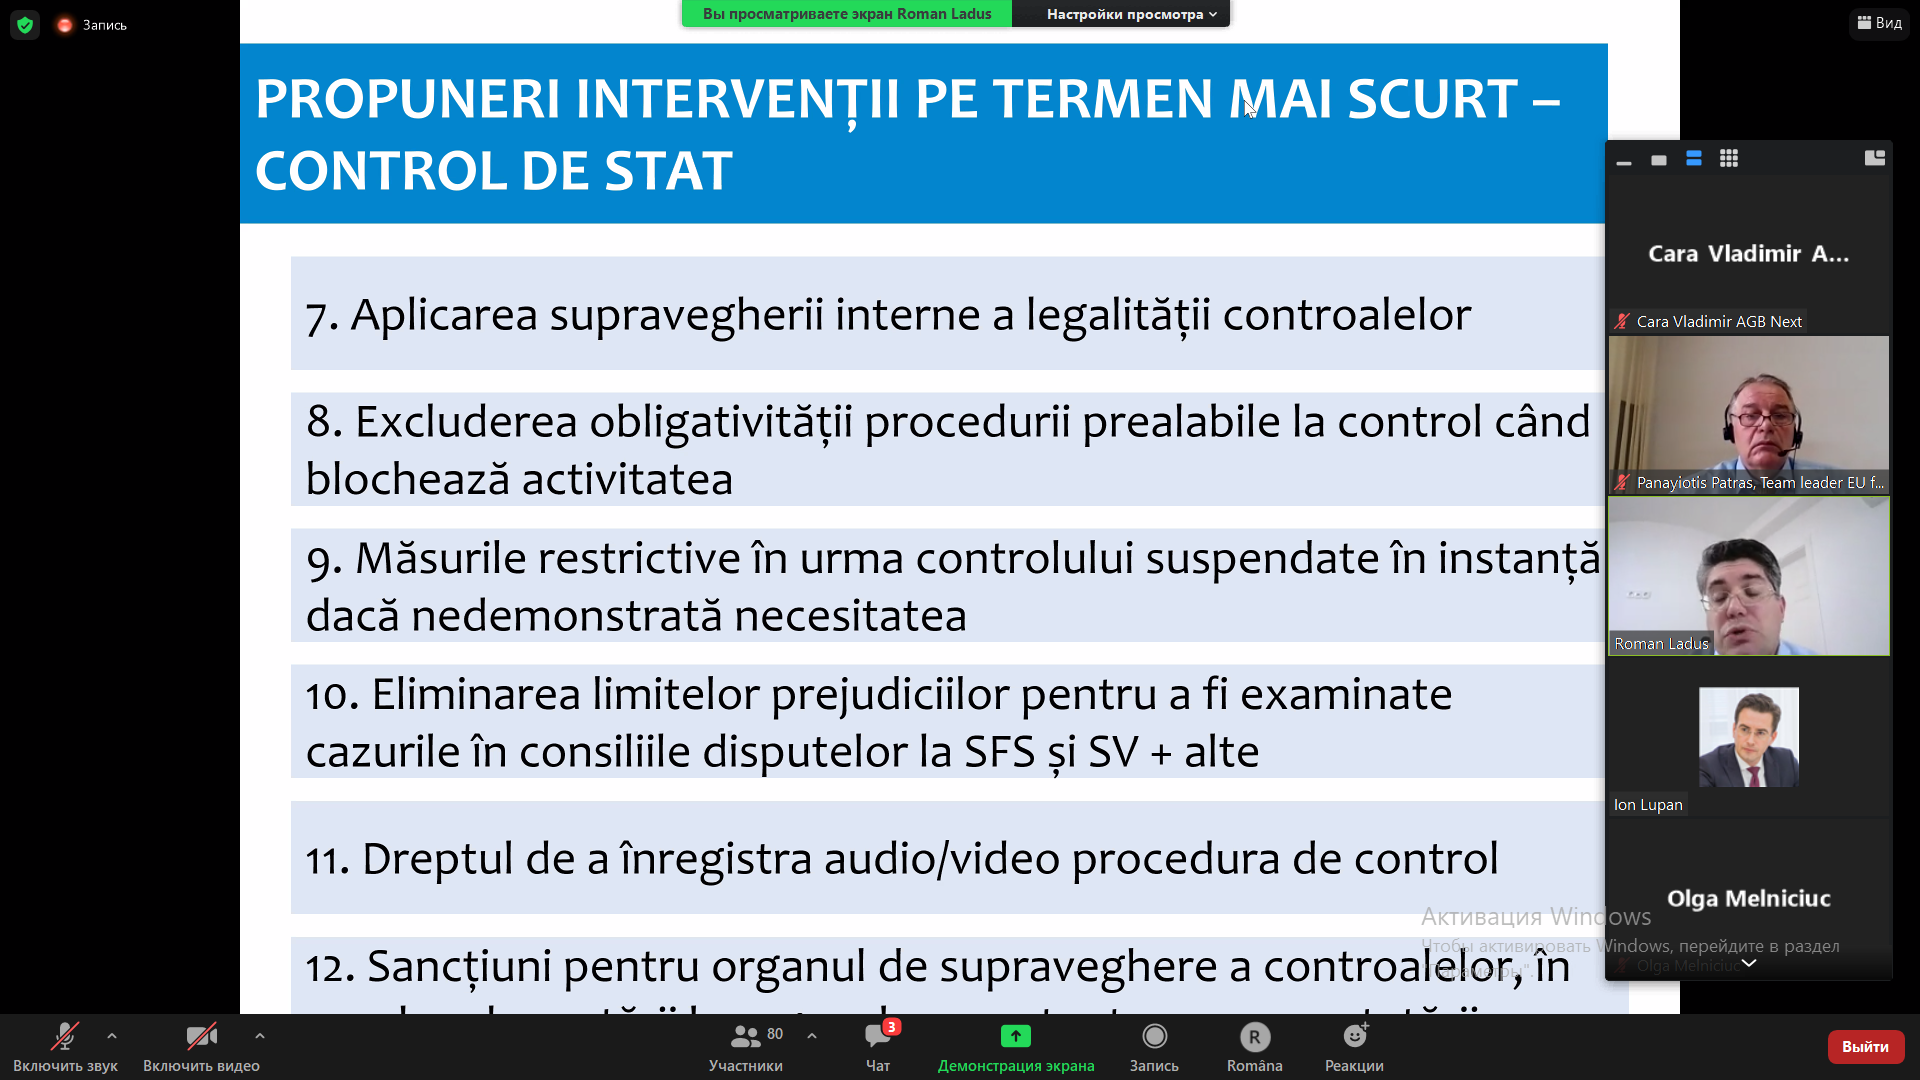 Запись
Вы просматриваете экран Roman Ladus
Настройки просмотра
Вид
PROPUNERI INTERVENȚII PE TERMEN MAI SCURT –
CONTROL DE STAT
7. Aplicarea supravegherii interne a legalității controalelor
8. Excluderea obligativității procedurii prealabile la control când
blochează activitatea
9. Măsurile restrictive în urma controlului suspendate în instanță
dacă nedemonstrată necesitatea
10. Eliminarea limitelor prejudiciilor pentru a fi examinate
cazurile în consiliile disputelor la SFS și SV + alte
11. Dreptul de a înregistra audio/video procedura de control
12. Sancțiuni pentru organul de supraveghere a controalelor, în
Cara Vladimir A...
Cara Vladimir AGB Next
Panayiotis Patras, Team leader EU f...
Roman Ladus
Ion Lupan
Olga Melniciuc
Olga Melniciuc
Активация Windows
Чтобы активировать Windows, перейдите в раздел
"Параметры".
Включить звук
Включить видео
80
Участники
3
Чат
Демонстрация экрана
Запись
R
Româna
Реакции
Выйти